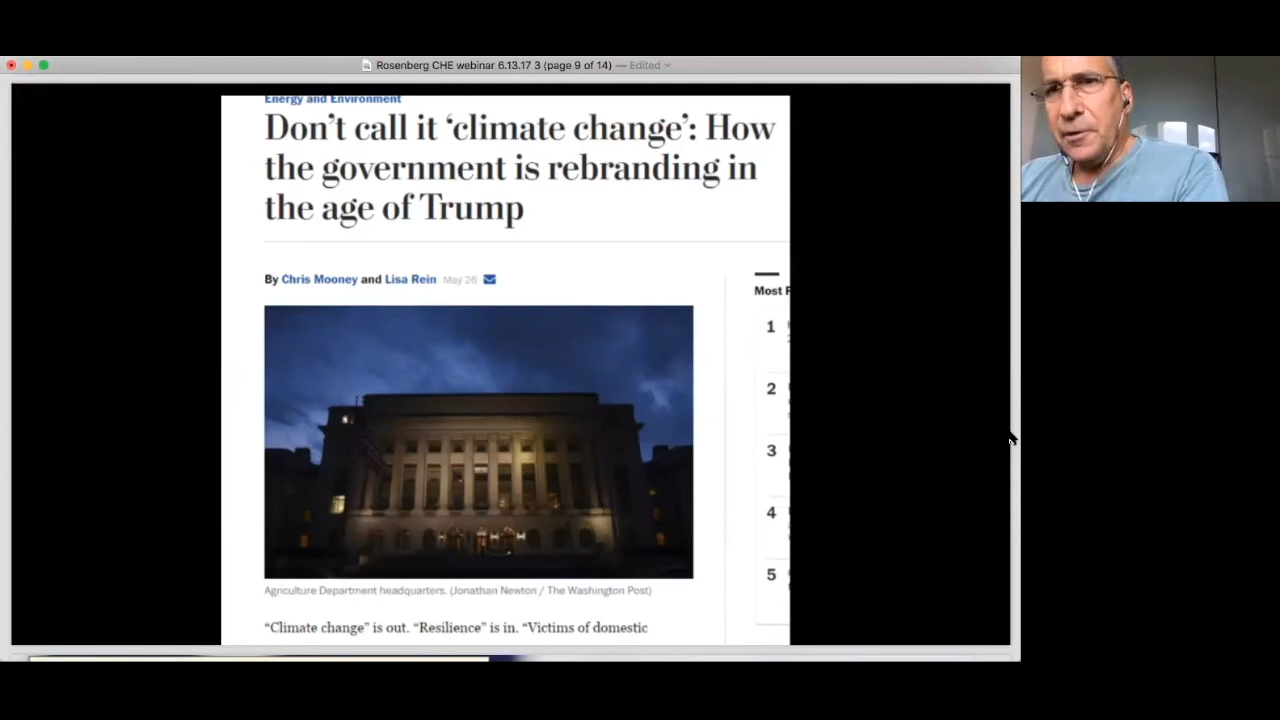 Rosenberg CHE webinar 6.13.17 3 (page 9 of 14) — Edited
Energy and Environment
Don’t call it ‘climate change’: How
the government is rebranding in
the age of Trump
By Chris Mooney and Lisa Rein May 26
Most
1
2
3
4
5
Agriculture Department headquarters. (Jonathan Newton / The Washington Post)
“Climate change” is out. “Resilience” is in. “Victims of domestic